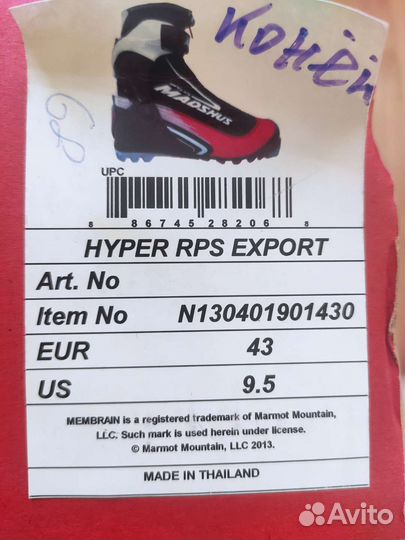 конёк
68
MADSHUS
UPC
8 86745 28206 8
HYPER RPS EXPORT
Art. No
Item No N130401901430
EUR 43
US 9.5
MEMBRAIN is a registered trademark of Marmot Mountain,
LLC. Such mark is used herein under license.
© Marmot Mountain, LLC 2013.
MADE IN THAILAND
Avito